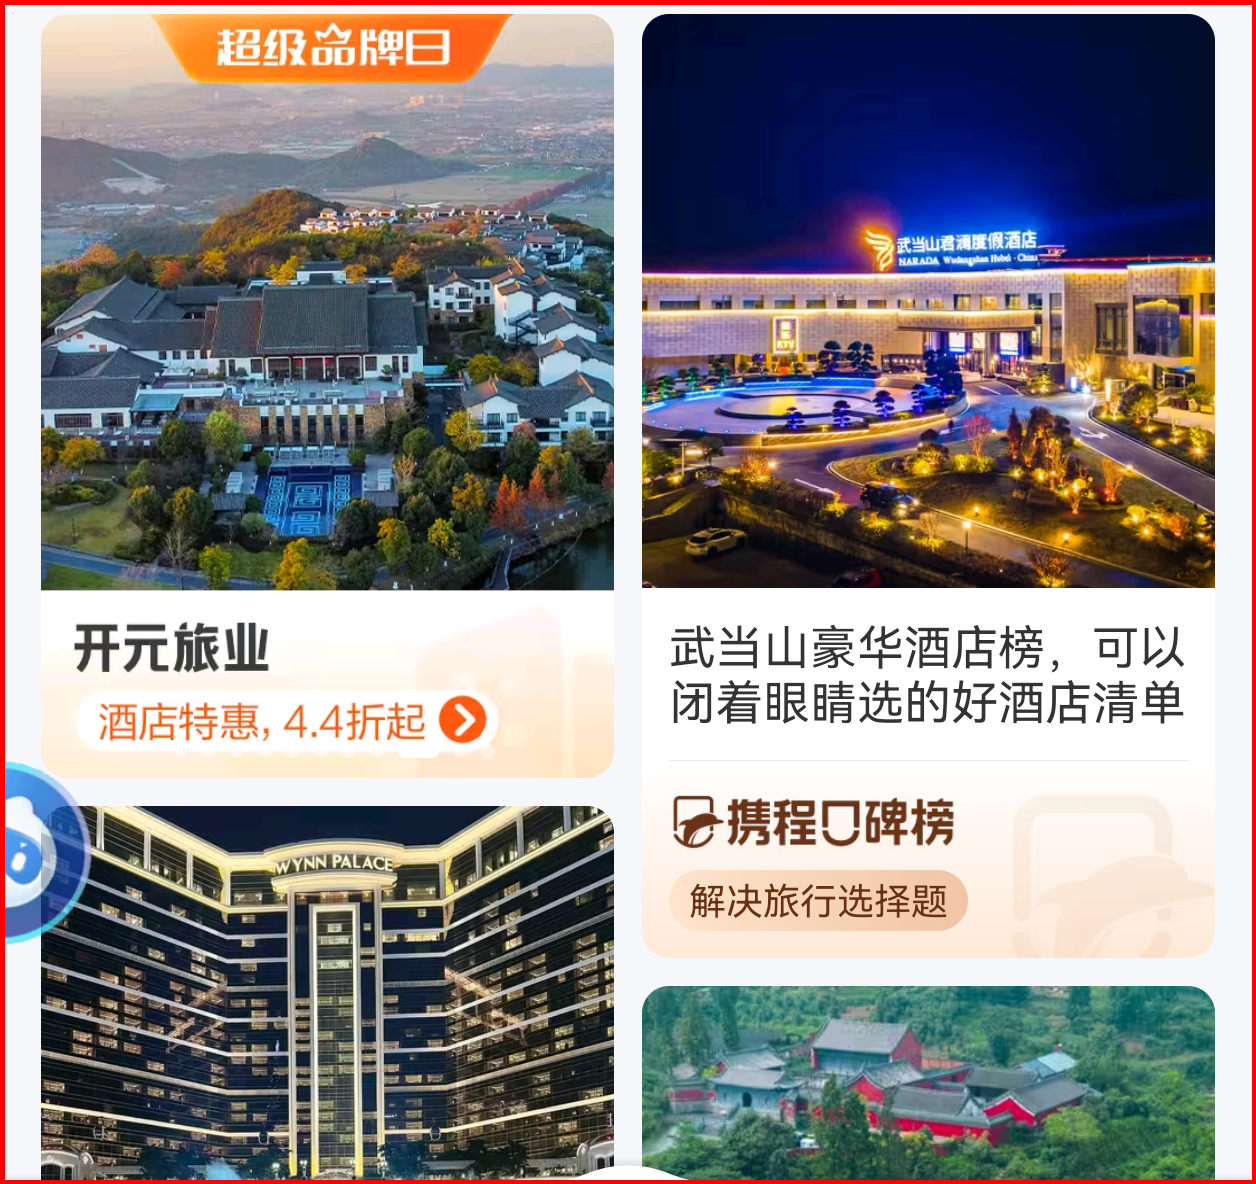 超级品牌日
开元旅业
酒店特惠, 4.4折起
WYNN PALACE
武当山君澜度假酒店
NARADA Wudangshan Hubei · China
KTV
武当山豪华酒店榜，可以
闭着眼睛选的好酒店清单
携程口碑榜
解决旅行选择题